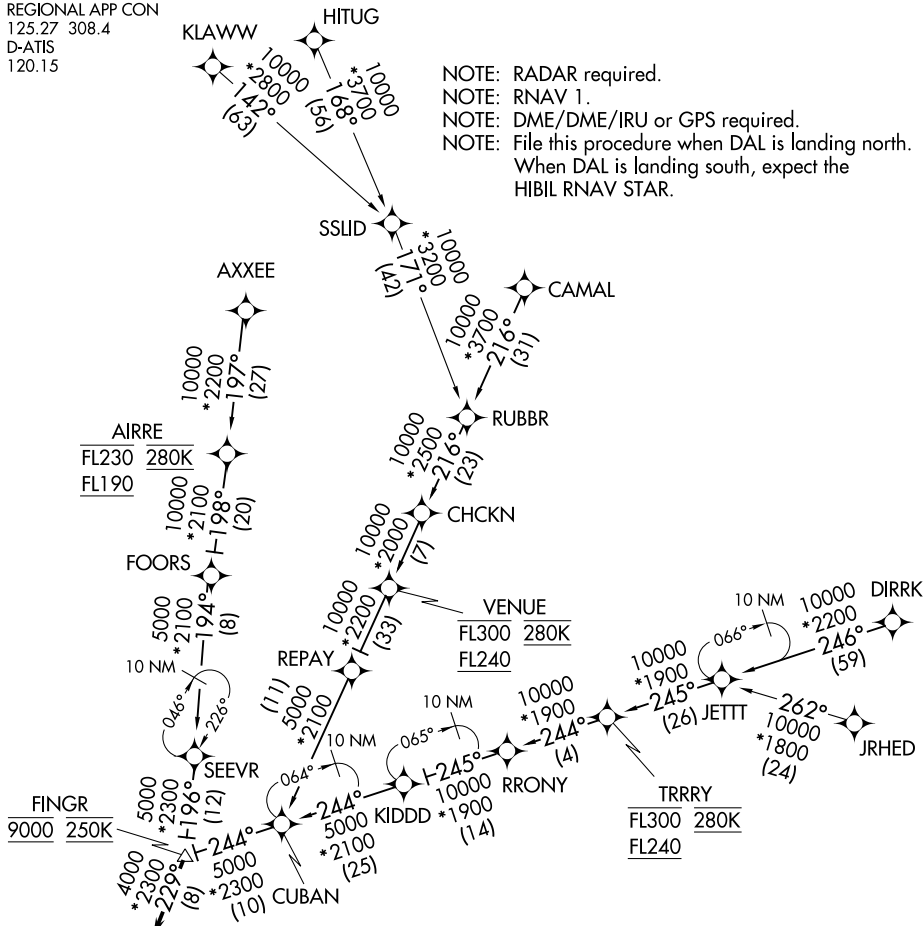 REGIONAL APP CON
125.27 308.4
D-ATIS
120.15
KLAWW
HITUG
10000
*2800
142°
(63)
10000
*3700
168°
(56)
NOTE: RADAR required.
NOTE: RNAV 1.
NOTE: DME/DME/IRU or GPS required.
NOTE: File this procedure when DAL is landing north.
When DAL is landing south, expect the
HIBIL RNAV STAR.
SSLID
10000
*3200
171°
(42)
AXXEE
CAMAL
10000
*3700
216°
(31)
10000
*2200
197°
(27)
RUBBR
AIRRE
FL230 280K
FL190
10000
*2500
216°
(23)
10000
*2100
198°
(20)
CHCKN
10000
*2000
(7)
FOORS
VENUE
FL300 280K
FL240
10000
*2200
(33)
5000
*2100
194°
(8)
REPAY
10 NM
046°
226°
SEEVR
(11)
5000
*2100
DIRRK
10000
*2200
246°
(59)
10 NM
066°
JETTT
10000
*1900
245°
(26)
262°
10000
*1800
(24)
JRHED
10000
*1900
244°
(4)
TRRRY
FL300 280K
FL240
RRONY
10 NM
065°
245°
10000
*1900
(14)
KIDDD
10 NM
064°
244°
5000
*2100
(25)
CUBAN
5000
*2300
196°
(12)
FINGR
9000 250K
244°
5000
*2300
(10)
4000
*2300
229°
(8)